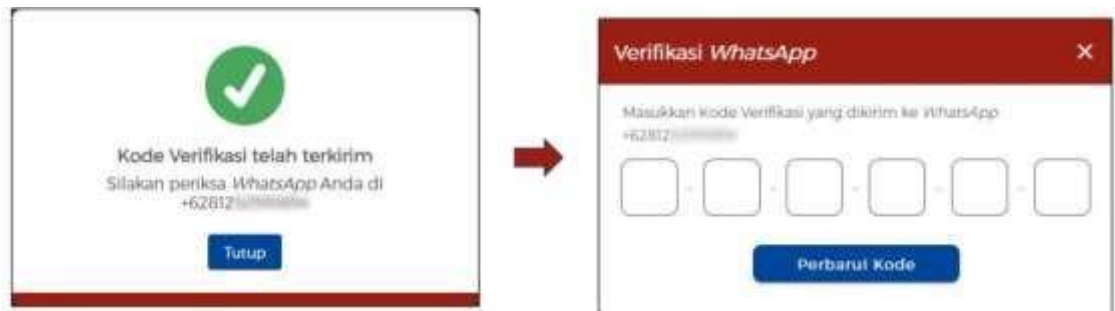 Kode Verifikasi telah terkirim
Silakan periksa WhatsApp Anda di
+62812
Tutup
Verifikasi WhatsApp
Masukkan Kode Verifikasi yang dikirim ke WhatsApp
+62812
Perbarui Kode